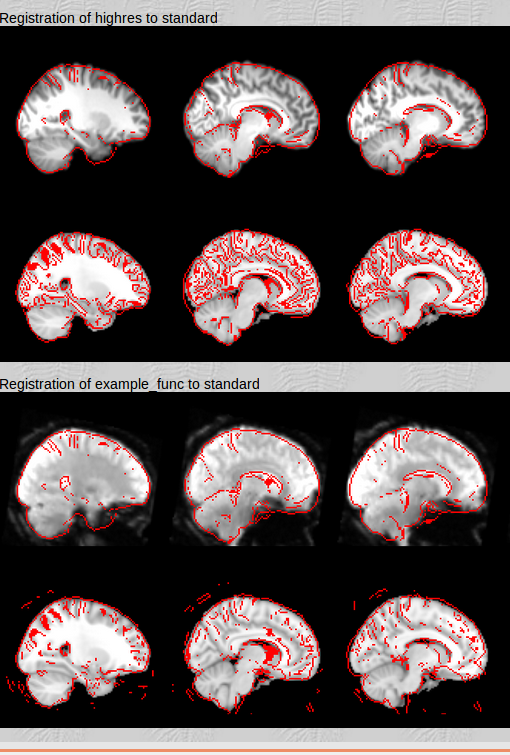 Registration of highres to standard
Registration of example_func to standard